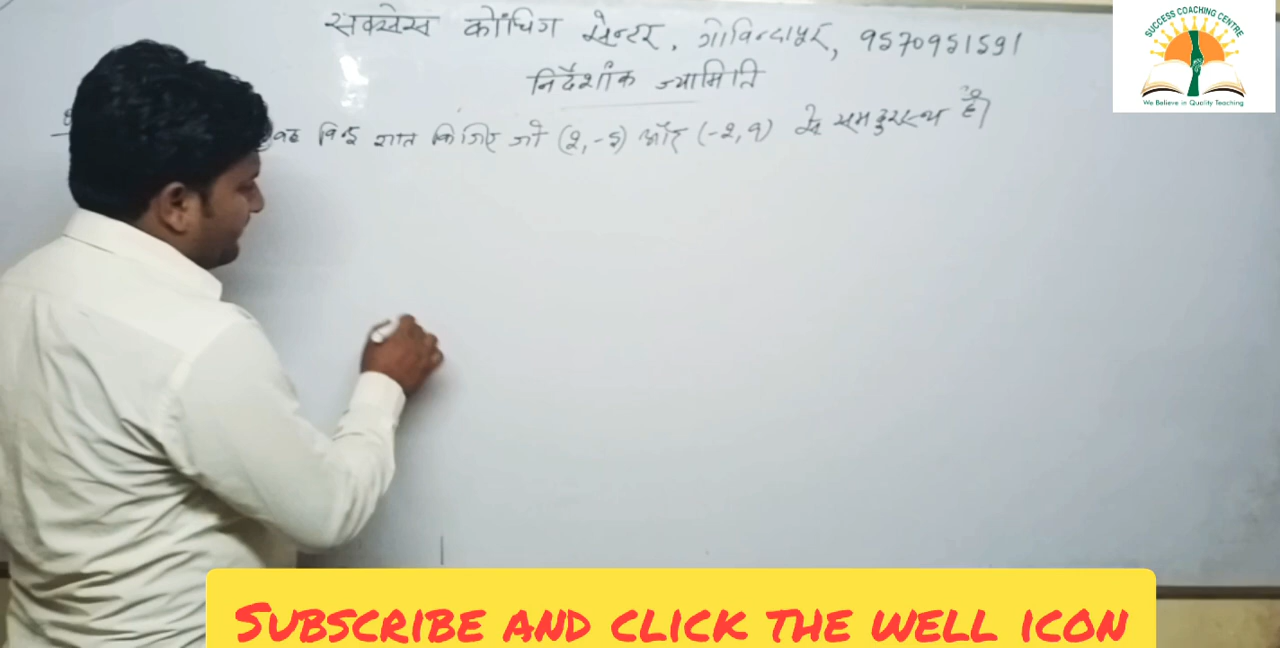 सक्सेस कोचिंग सेन्टर, गोविन्दपुर, 9570951591
निर्देशांक ज्यामिति
वह बिन्दु ज्ञात किजिए जो (2,-5) और (-2,9) से समदुरस्थ है।
SUCCESS COACHING CENTRE
We Believe in Quality Teaching
SUBSCRIBE AND CLICK THE WELL ICON